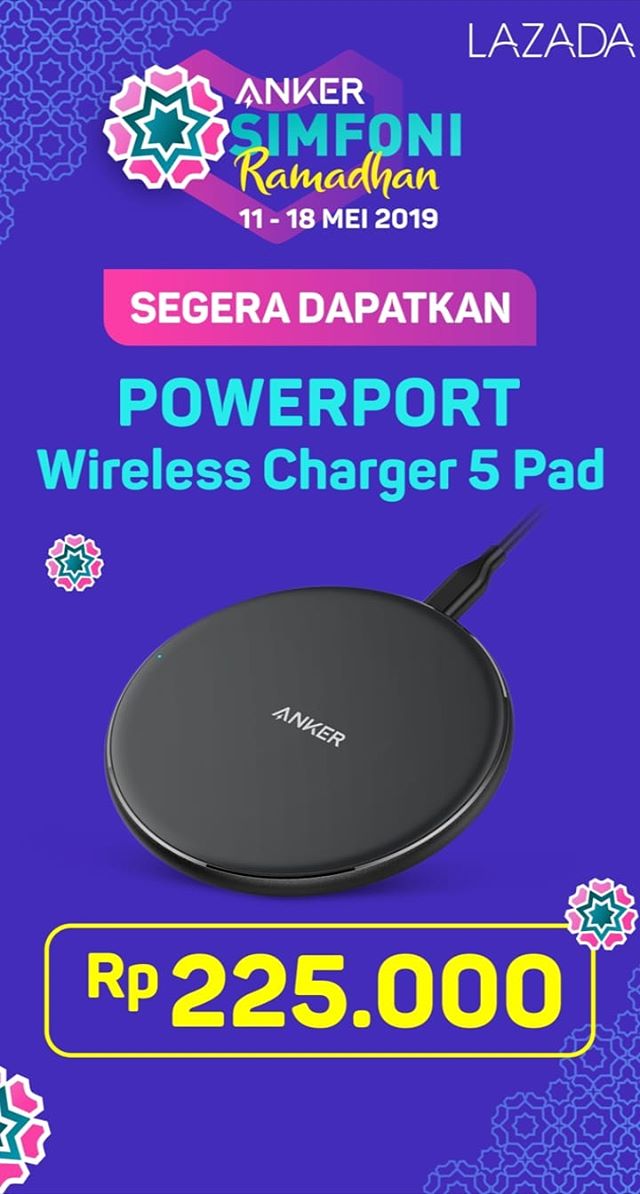 LAZADA
ANKER
SIMFONI
Ramadhan
11 - 18 MEI 2019
SEGERA DAPATKAN
POWERPORT
Wireless Charger 5 Pad
ANKER
Rp 225.000